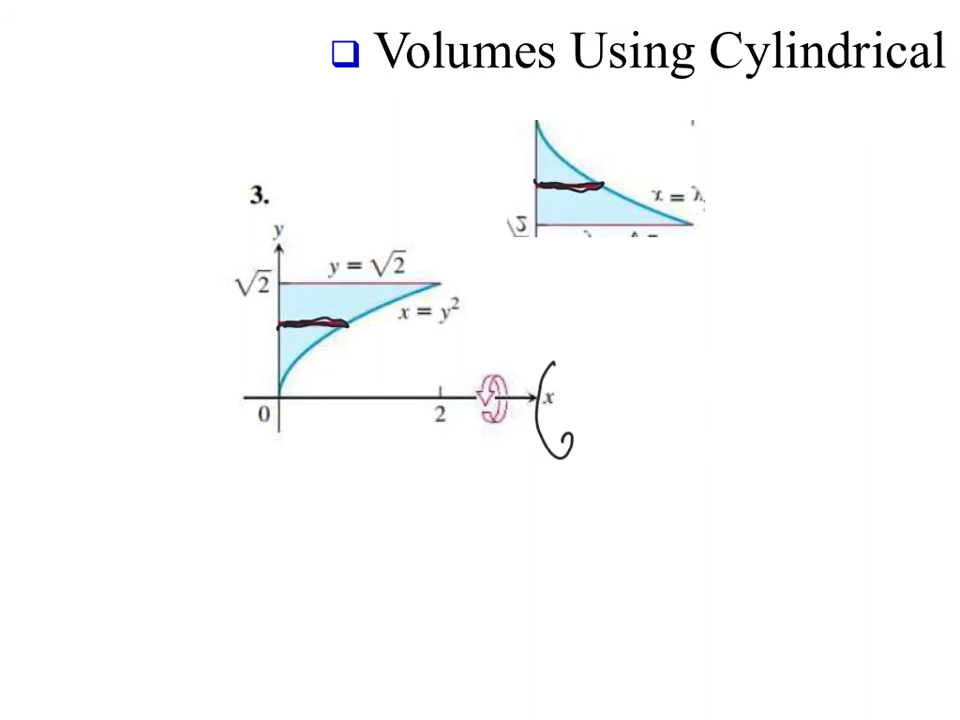 ❑ Volumes Using Cylindrical
3.
y
√2
y = √2
x = y²
x
0
2